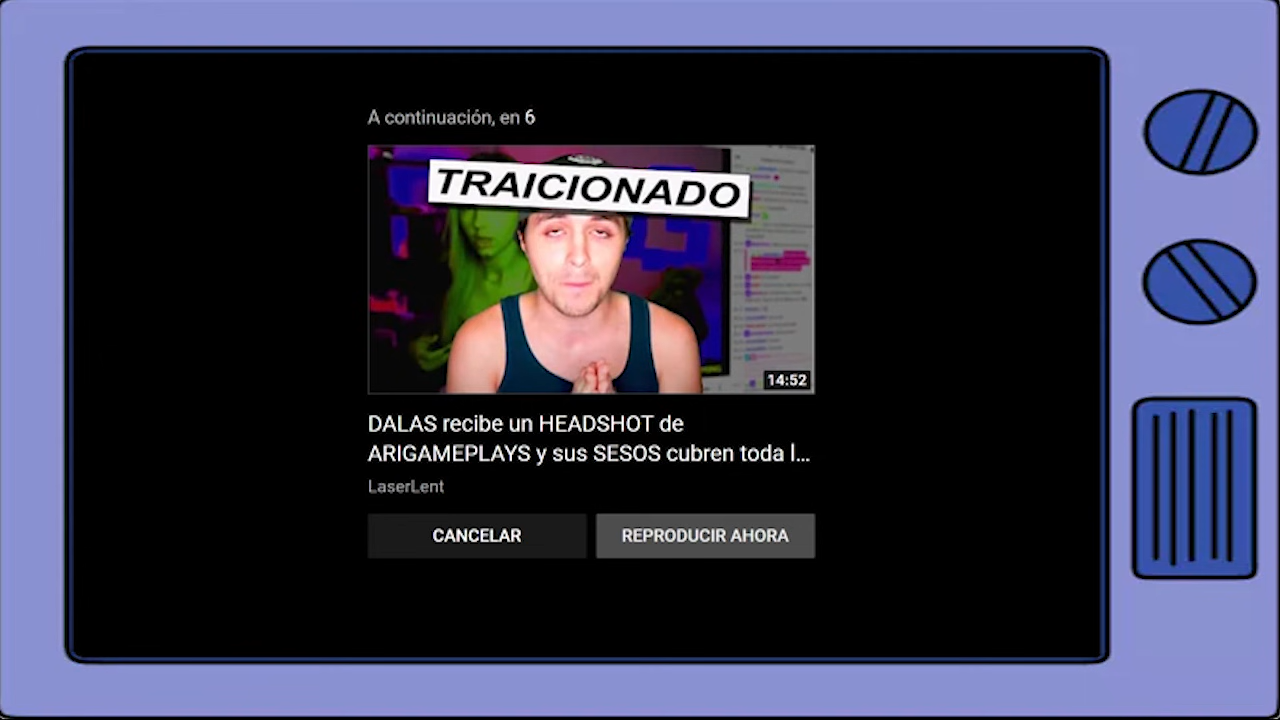 A continuación, en 6
TRAICIONADO
14:52
DALAS recibe un HEADSHOT de
ARIGAMEPLAYS y sus SESOS cubren toda l...
LaserLent
CANCELAR
REPRODUCIR AHORA